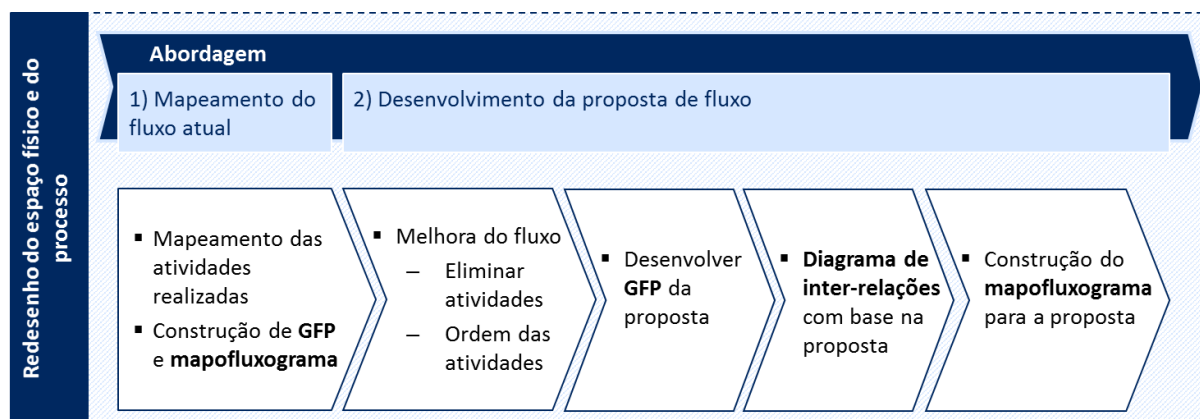 Redesenho do espaço físico e do
processo
Abordagem
1) Mapeamento do
fluxo atual
2) Desenvolvimento da proposta de fluxo
▪ Mapeamento das
atividades
realizadas
▪ Construção de GFP
e mapofluxograma
▪ Melhora do fluxo
– Eliminar
atividades
– Ordem das
atividades
▪ Desenvolver
GFP da
proposta
▪ Diagrama de
inter-relações
com base na
proposta
▪ Construção do
mapofluxograma
para a proposta